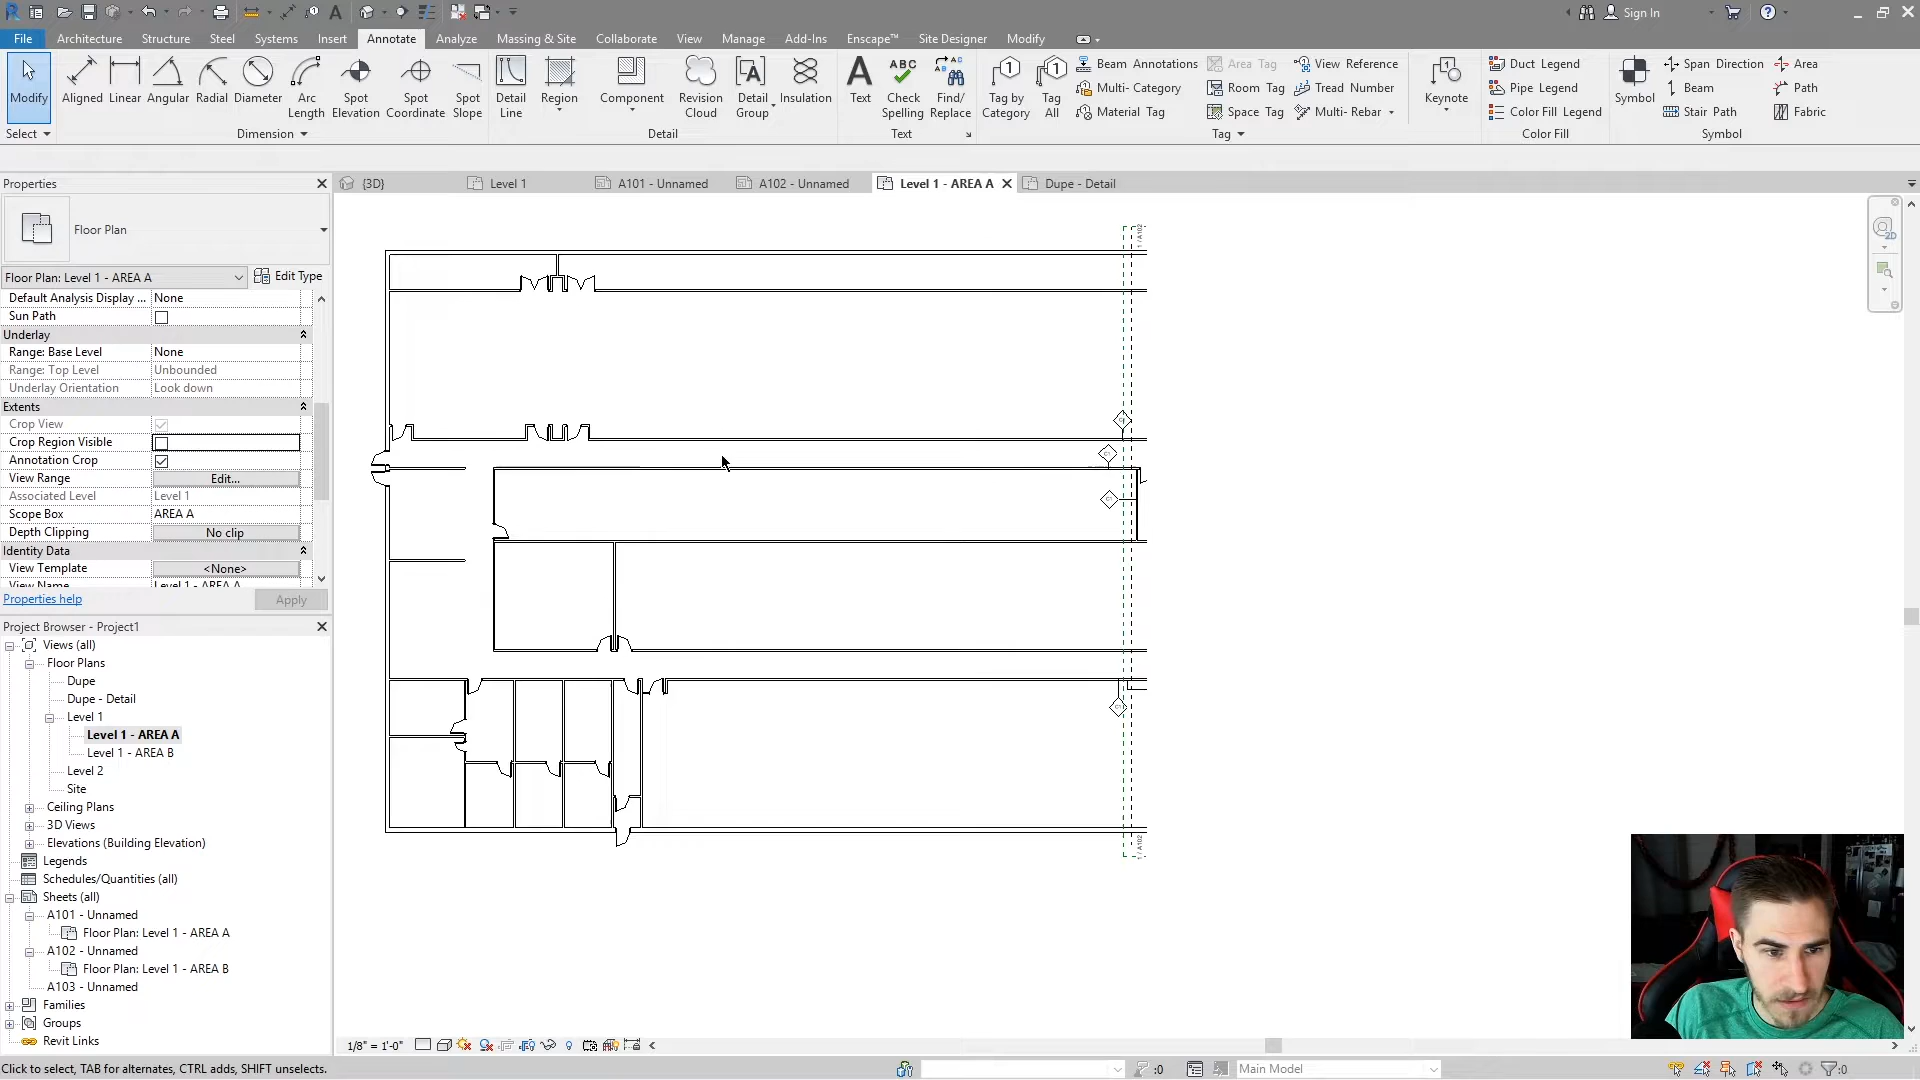 Sign In
File Architecture Structure Steel Systems Insert Annotate Analyze Massing & Site Collaborate View Manage Add-Ins Enscape™ Site Designer Modify
Modify
Select
Aligned Linear Angular Radial Diameter Arc Length Spot Elevation Spot Coordinate Spot Slope
Dimension
Detail Line Region Component Revision Cloud Detail Group Insulation
Detail
Text Check Spelling Find/ Replace
Text
Tag by Category Tag All
Beam Annotations Area Tag View Reference
Multi- Category Room Tag Tread Number
Material Tag Space Tag Multi- Rebar
Tag
Keynote
Duct Legend
Pipe Legend
Color Fill Legend
Color Fill
Symbol
Span Direction Area
Beam Path
Stair Path Fabric
Symbol
Properties
{3D} Level 1 A101 - Unnamed A102 - Unnamed Level 1 - AREA A Dupe - Detail
Floor Plan
Floor Plan: Level 1 - AREA A Edit Type
Default Analysis Display ... None
Sun Path
Underlay
Range: Base Level None
Range: Top Level Unbounded
Underlay Orientation Look down
Extents
Crop View
Crop Region Visible
Annotation Crop
View Range Edit...
Associated Level Level 1
Scope Box AREA A
Depth Clipping No clip
Identity Data
View Template <None>
View Name Level 1 - AREA A
Properties help Apply
Project Browser - Project1
Views (all)
Floor Plans
Dupe
Dupe - Detail
Level 1
Level 1 - AREA A
Level 1 - AREA B
Level 2
Site
Ceiling Plans
3D Views
Elevations (Building Elevation)
Legends
Schedules/Quantities (all)
Sheets (all)
A101 - Unnamed
Floor Plan: Level 1 - AREA A
A102 - Unnamed
Floor Plan: Level 1 - AREA B
A103 - Unnamed
Families
Groups
Revit Links
1 / A102
1 / A102
2D
1/8" = 1'-0"
Click to select, TAB for alternates, CTRL adds, SHIFT unselects.
:0
Main Model
:0